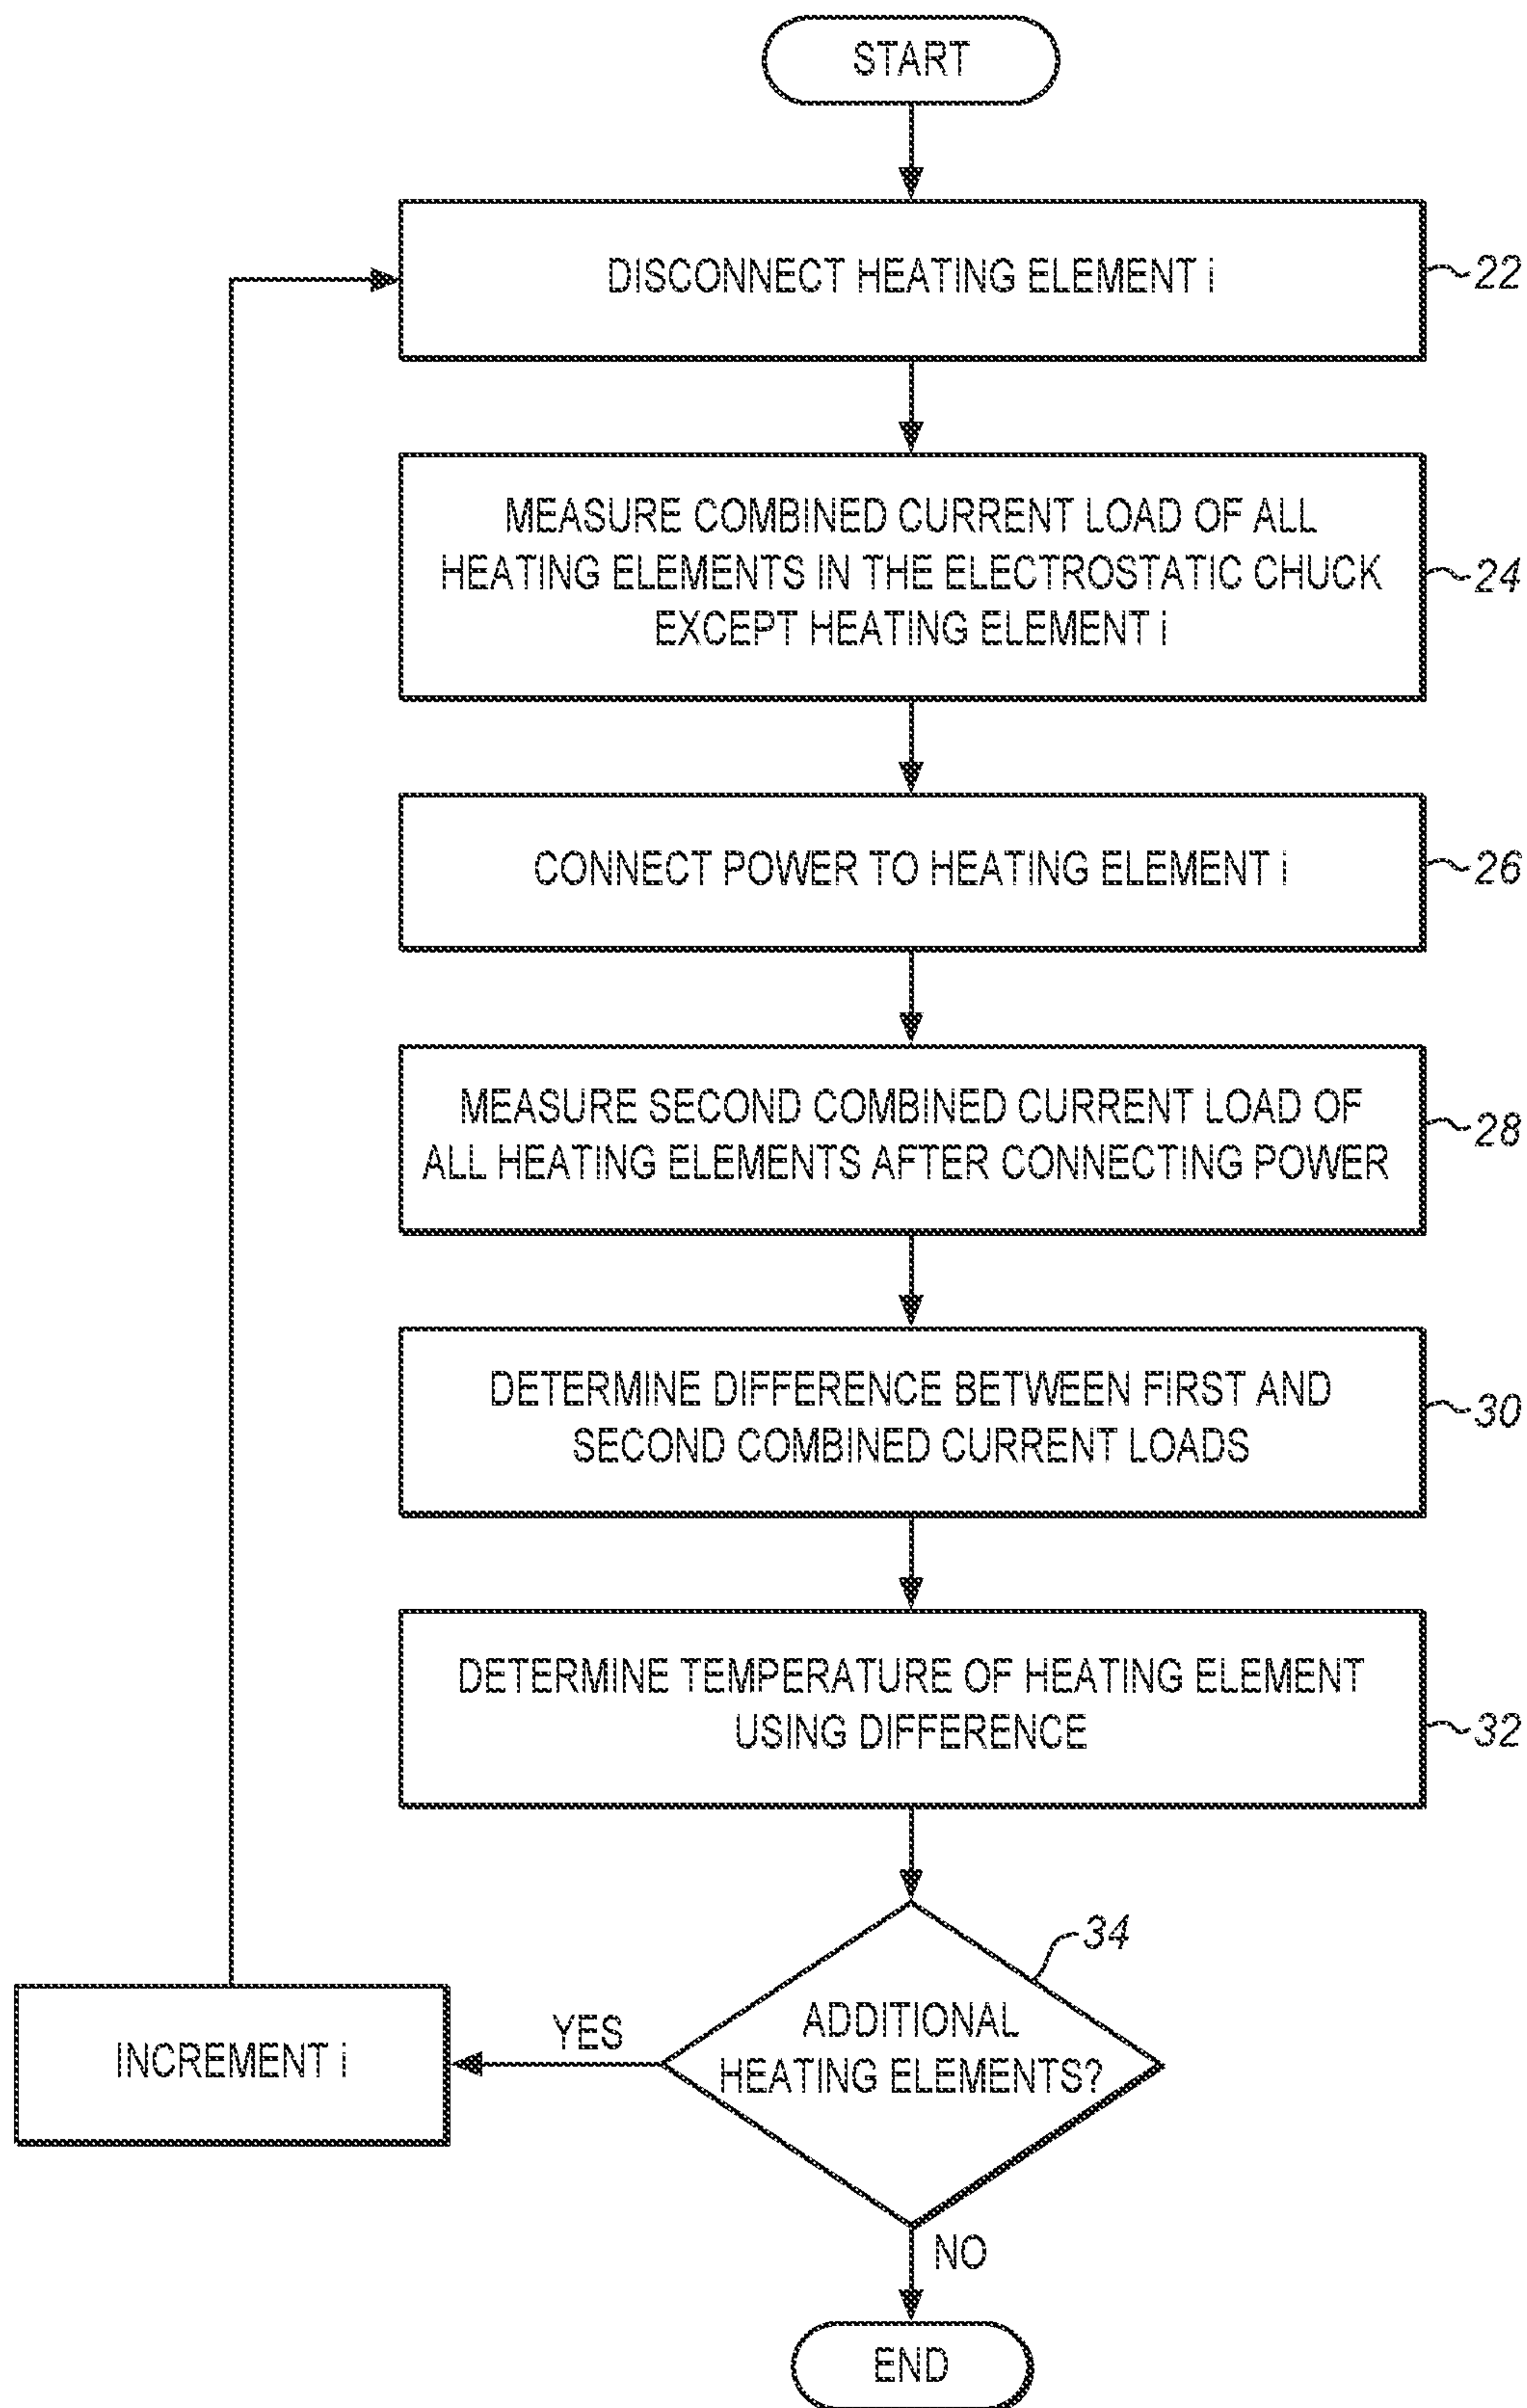 START
DISCONNECT HEATING ELEMENT i
22
MEASURE COMBINED CURRENT LOAD OF ALL
HEATING ELEMENTS IN THE ELECTROSTATIC CHUCK
EXCEPT HEATING ELEMENT i
24
CONNECT POWER TO HEATING ELEMENT i
26
MEASURE SECOND COMBINED CURRENT LOAD OF
ALL HEATING ELEMENTS AFTER CONNECTING POWER
28
DETERMINE DIFFERENCE BETWEEN FIRST AND
SECOND COMBINED CURRENT LOADS
30
DETERMINE TEMPERATURE OF HEATING ELEMENT
USING DIFFERENCE
32
34
ADDITIONAL
HEATING ELEMENTS?
YES
INCREMENT i
NO
END